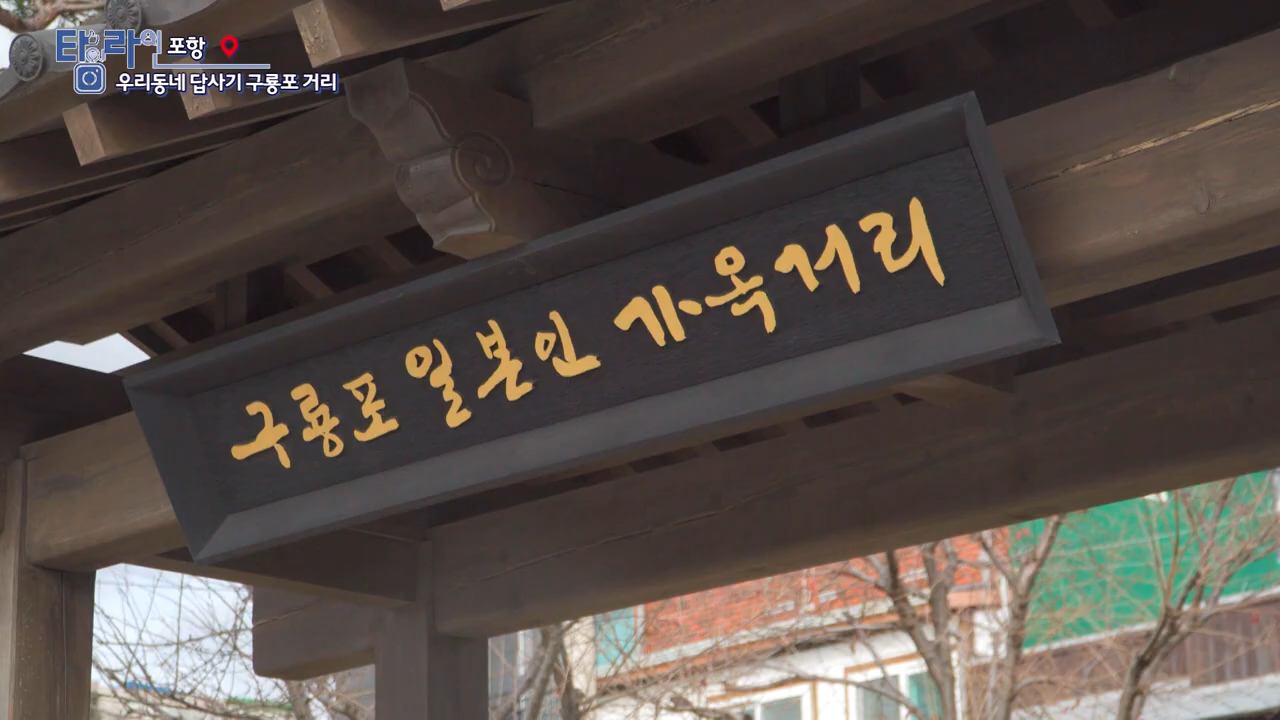 타라의 포항
우리동네 답사기 구룡포 거리
구룡포 일본인 가옥거리